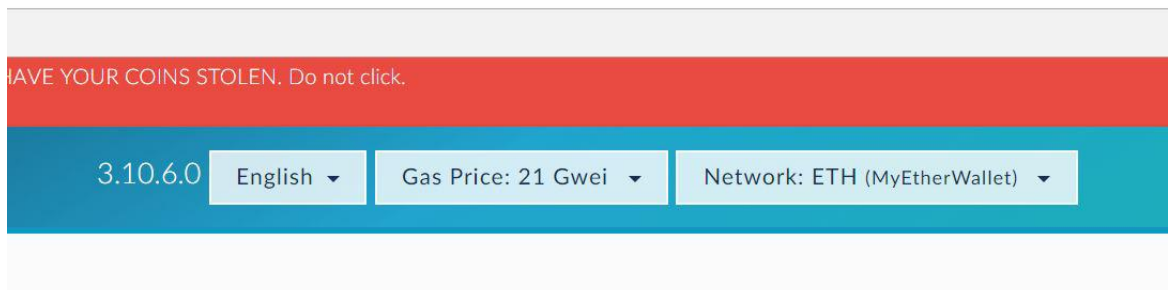 HAVE YOUR COINS STOLEN. Do not click.
3.10.6.0 English Gas Price: 21 Gwei Network: ETH (MyEtherWallet)